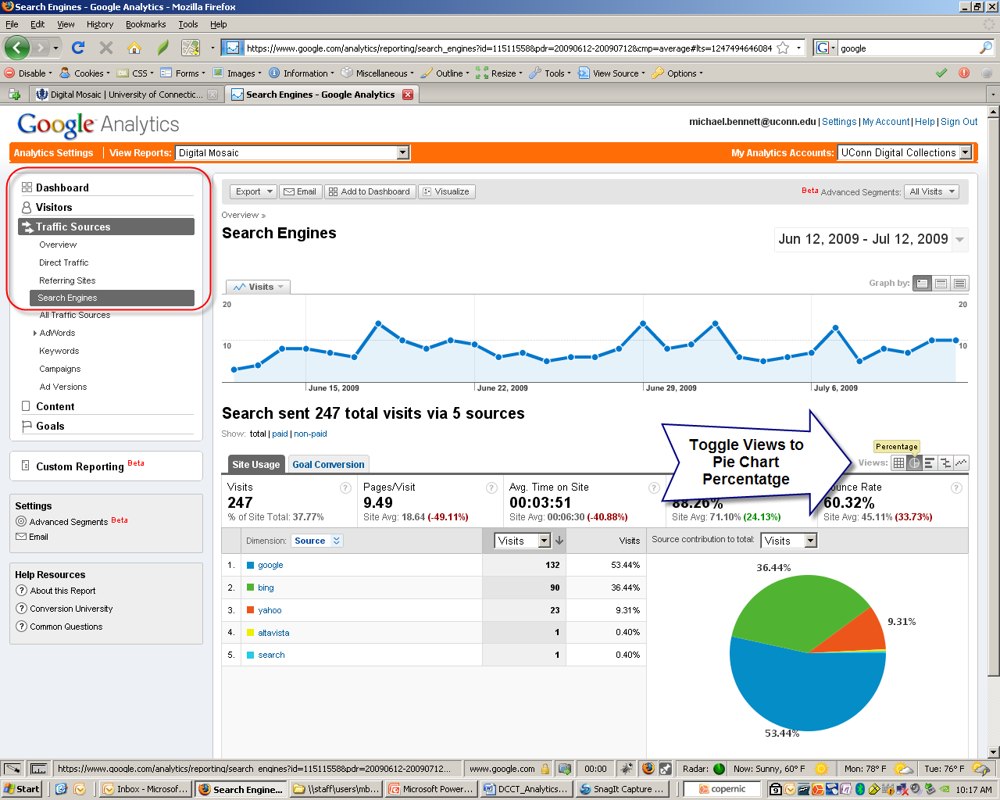 Search Engines - Google Analytics - Mozilla Firefox
File Edit View History Bookmarks Tools Help
https://www.google.com/analytics/reporting/search_engines?id=11511558&pdr=20090612-20090712&cmp=average#lts=1247494646084
G google
Disable Cookies CSS Forms Images Information Miscellaneous Outline Resize Tools View Source Options
Digital Mosaic | University of Connectic...
Search Engines - Google Analytics
Google Analytics
michael.bennett@uconn.edu | Settings | My Account | Help | Sign Out
Analytics Settings | View Reports: Digital Mosaic
My Analytics Accounts: UConn Digital Collections
Dashboard
Visitors
Traffic Sources
Overview
Direct Traffic
Referring Sites
Search Engines
All Traffic Sources
AdWords
Keywords
Campaigns
Ad Versions
Content
Goals
Custom Reporting Beta
Settings
Advanced Segments Beta
Email
Help Resources
? About this Report
? Conversion University
? Common Questions
Export Email Add to Dashboard Visualize
Beta Advanced Segments: All Visits
Overview »
Search Engines
Jun 12, 2009 - Jul 12, 2009
Visits
Graph by:
20 20
10 10
June 15, 2009 June 22, 2009 June 29, 2009 July 6, 2009
Search sent 247 total visits via 5 sources
Show: total | paid | non-paid
Toggle Views to
Pie Chart
Percentatge
Percentage
Views:
Site Usage Goal Conversion
Visits ?
247
% of Site Total: 37.77%
Pages/Visit ?
9.49
Site Avg: 18.64 (-49.11%)
Avg. Time on Site ?
00:03:51
Site Avg: 00:06:30 (-40.88%)
88.26%
Site Avg: 71.10% (24.13%)
ounce Rate ?
60.32%
Site Avg: 45.11% (33.73%)
Dimension: Source Visits Visits
Source contribution to total: Visits
1. google 132 53.44%
2. bing 90 36.44%
3. yahoo 23 9.31%
4. altavista 1 0.40%
5. search 1 0.40%
36.44%
9.31%
53.44%
https://www.google.com/analytics/reporting/search_engines?id=11511558&pdr=20090612-20090712...
www.google.com
00:00
Radar: Now: Sunny, 60° F Mon: 78° F Tue: 76° F
Start
Inbox - Microsof...
Search Engine...
\\staff\users\mb...
Microsoft Power...
DCCT_Analytics...
SnagIt Capture ...
copernic
10:17 AM